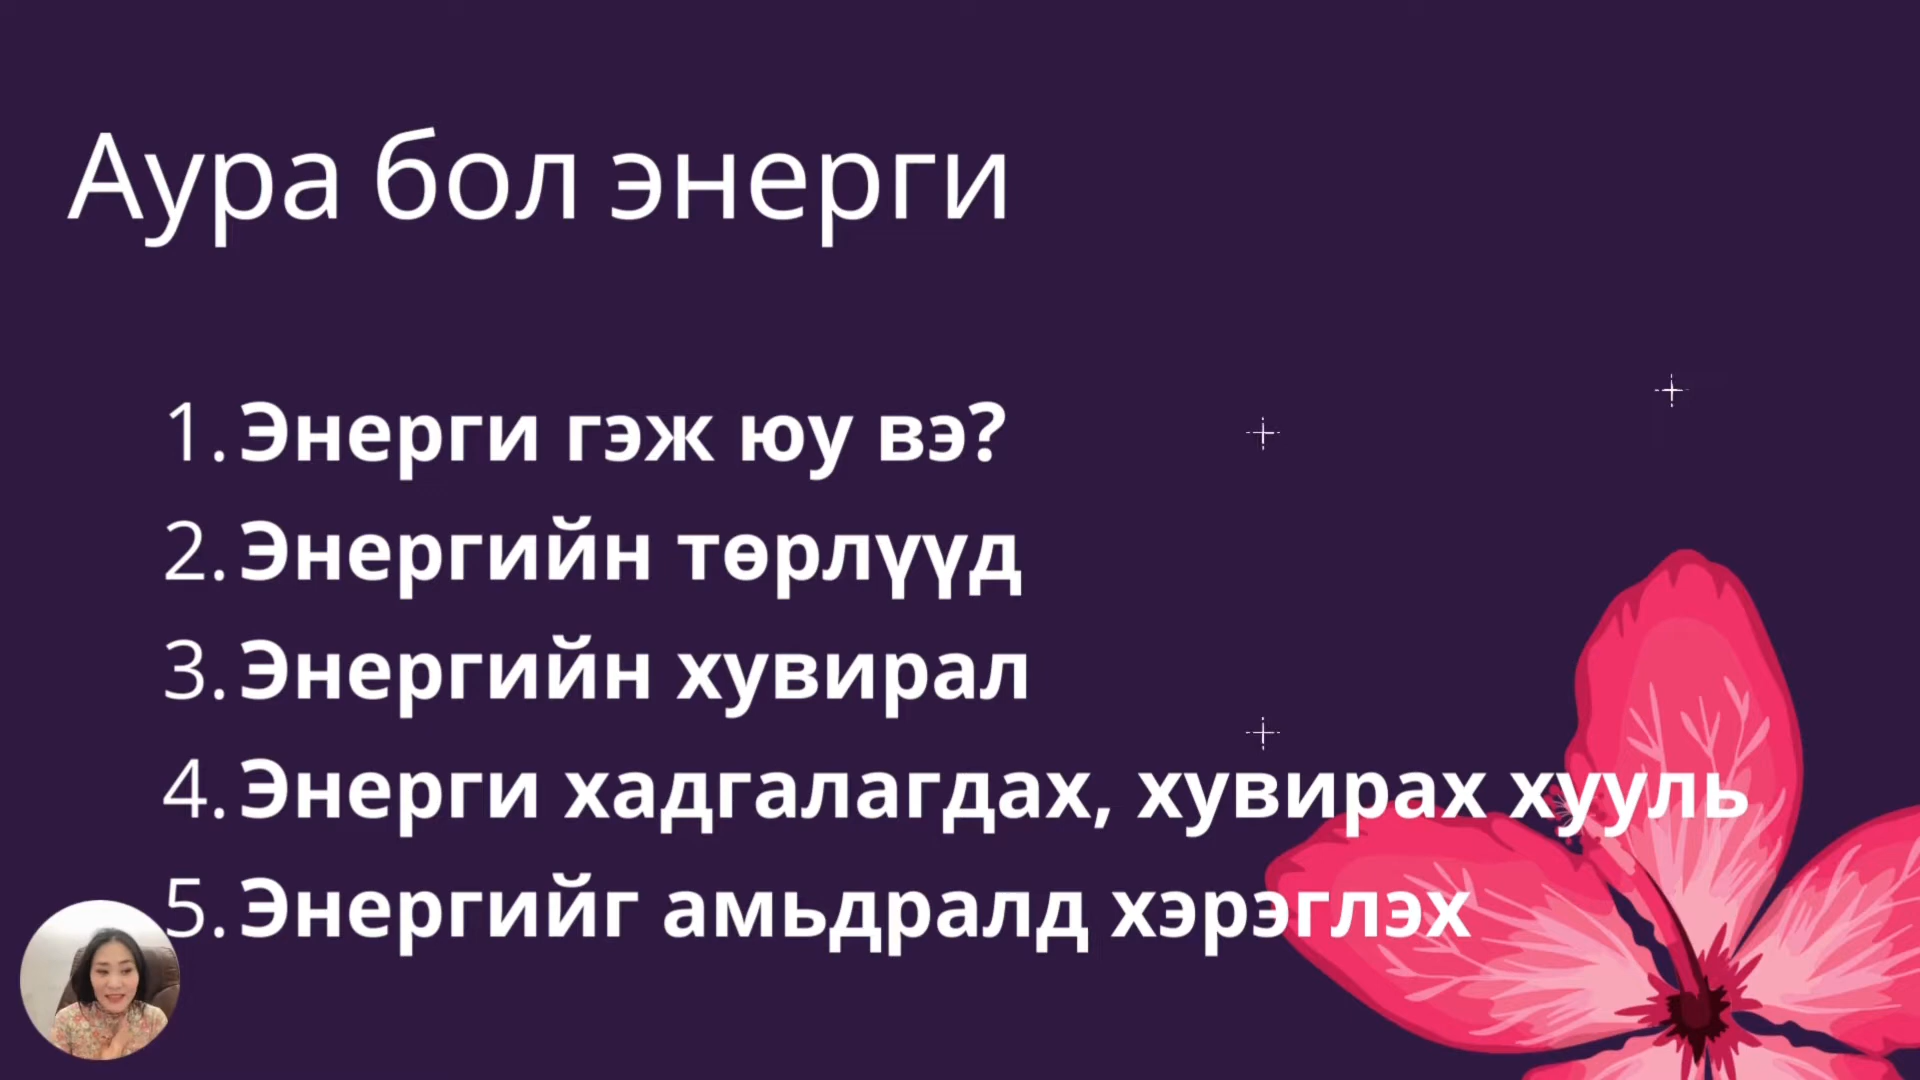 Аура бол энерги
1. Энерги гэж юу вэ?
2. Энергийн төрлүүд
3. Энергийн хувирал
4. Энерги хадгалагдах, хувирах хууль
5. Энергийг амьдралд хэрэглэх